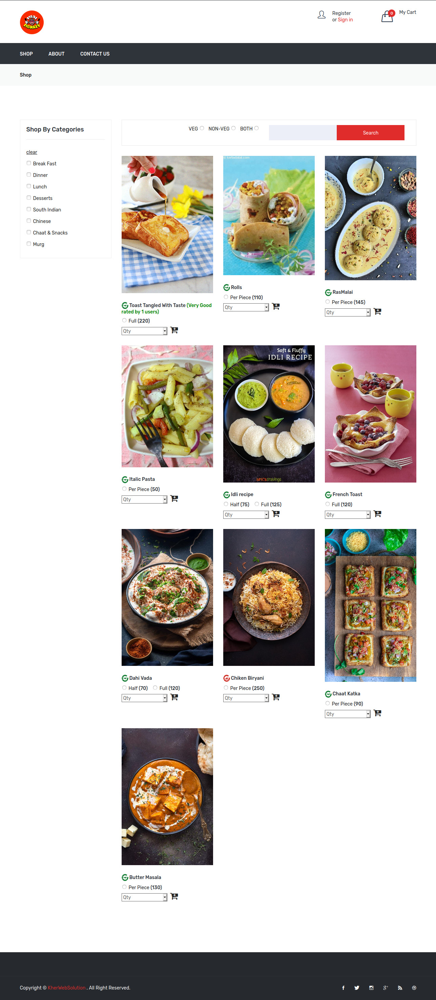 MEAL
MONKEY
Register
or Sign in
0
My Cart
SHOP
ABOUT
CONTACT US
Shop
Shop By Categories
clear
Break Fast
Dinner
Lunch
Desserts
South Indian
Chinese
Chaat & Snacks
Murg
VEG
NON-VEG
BOTH
Search
© tarladalal.com
Toast Tangled With Taste (Very Good
rated by 1 users)
Full (220)
Qty
Rolls
Per Piece (110)
Qty
RasMalai
Per Piece (145)
Qty
Italic Pasta
Per Piece (50)
Qty
Soft & Fluffy
IDLI RECIPE
SPICEcravings
Idli recipe
Half (75) Full (125)
Qty
French Toast
Full (120)
Qty
Dahi Vada
Half (70) Full (120)
Qty
Chiken Biryani
Per Piece (250)
Qty
Chaat Katka
Per Piece (90)
Qty
Butter Masala
Per Piece (130)
Qty
Copyright © KherWebSolution . All Right Reserved.